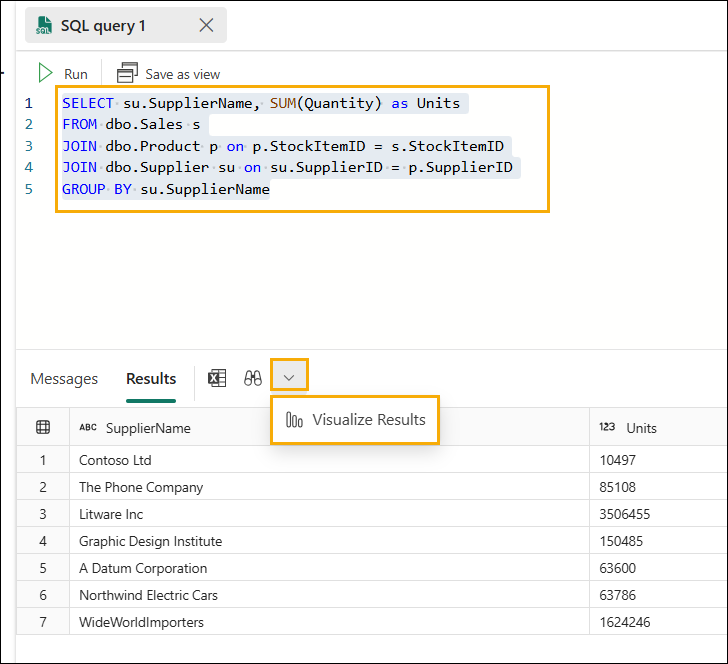 SQL query 1
Run Save as view
1 SELECT su.SupplierName, SUM(Quantity) as Units
2 FROM dbo.Sales s
3 JOIN dbo.Product p on p.StockItemID = s.StockItemID
4 JOIN dbo.Supplier su on su.SupplierID = p.SupplierID
5 GROUP BY su.SupplierName
Messages Results
Visualize Results
ABC SupplierName 123 Units
1 Contoso Ltd 10497
2 The Phone Company 85108
3 Litware Inc 3506455
4 Graphic Design Institute 150485
5 A Datum Corporation 63600
6 Northwind Electric Cars 63786
7 WideWorldImporters 1624246